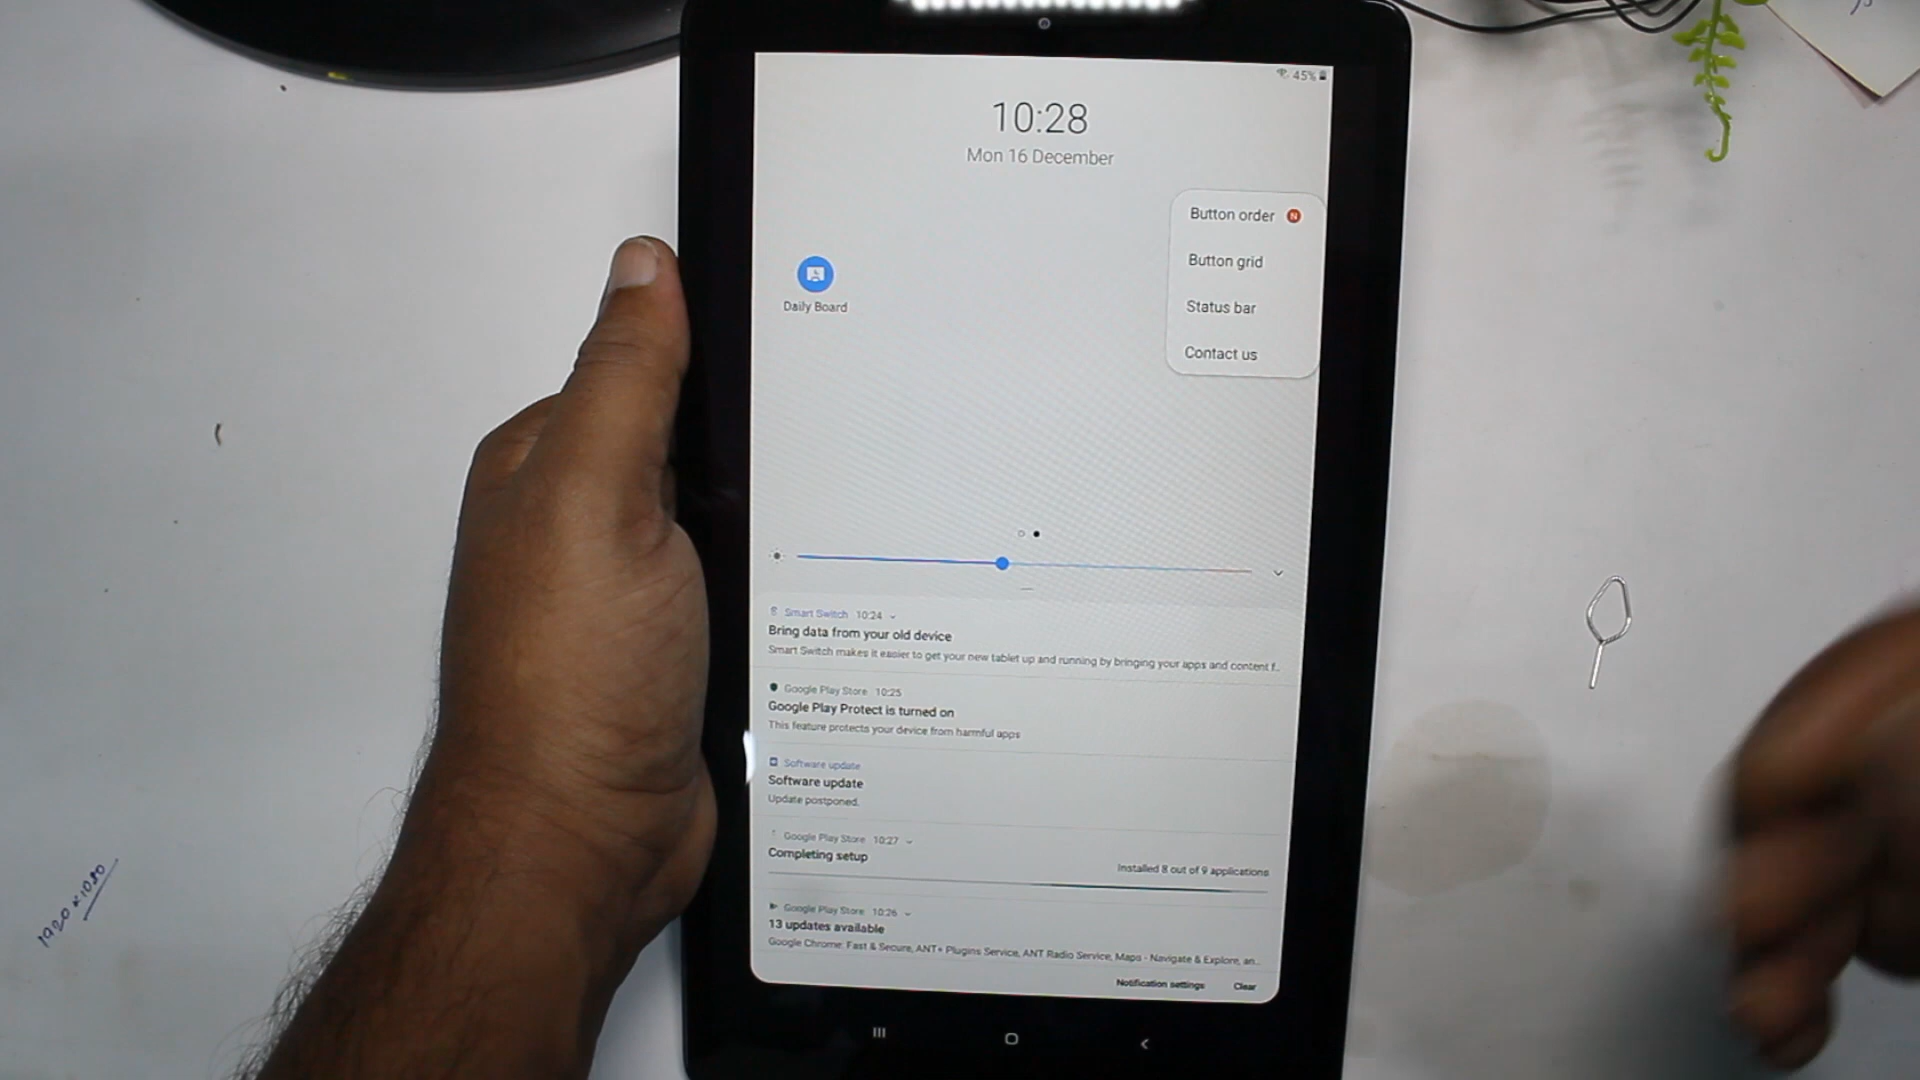 45%
10:28
Mon 16 December
Button order N
Button grid
Status bar
Contact us
Daily Board
Smart Switch 10:24
Bring data from your old device
Smart Switch makes it easier to get your new tablet up and running by bringing your apps and content f..
Google Play Store 10:25
Google Play Protect is turned on
This feature protects your device from harmful apps
Software update
Software update
Update postponed.
Google Play Store 10:27
Completing setup
Installed 8 out of 9 applications
Google Play Store 10:26
13 updates available
Google Chrome: Fast & Secure, ANT+ Plugins Service, ANT Radio Service, Maps - Navigate & Explore, an..
Notification settings Clear
1920x1080